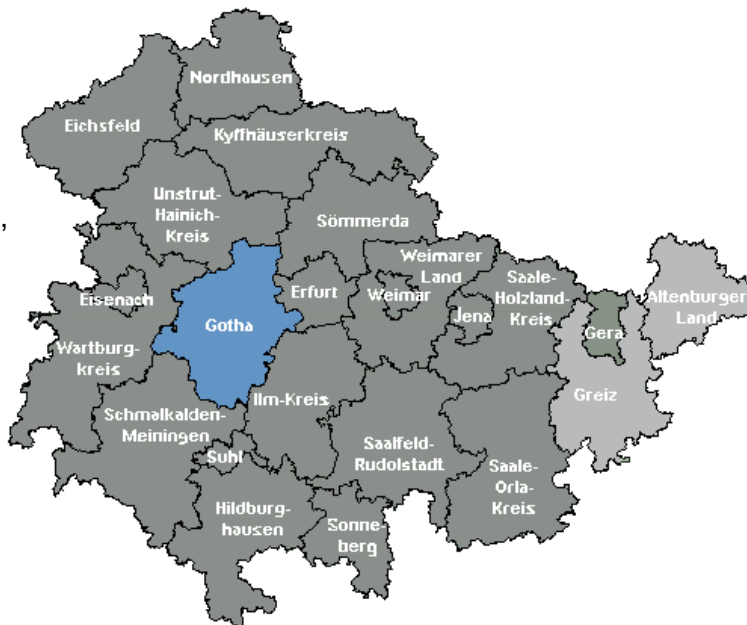 Nordhausen
Eichsfeld
Kyffhäuserkreis
Unstrut-
Hainich-
Kreis
Sömmerda
,
Weimarer
Land
Saale-
Holzland-
Kreis
Eisenach
Erfurt
Weimar
Altenburger
Land
Gotha
Jena
Gera
Wartburg-
kreis
Ilm-Kreis
Greiz
Schmalkalden-
Meiningen
Suhl
Saalfeld-
Rudolstadt
Saale-
Orla-
Kreis
Hildburg-
hausen
Sonne-
berg